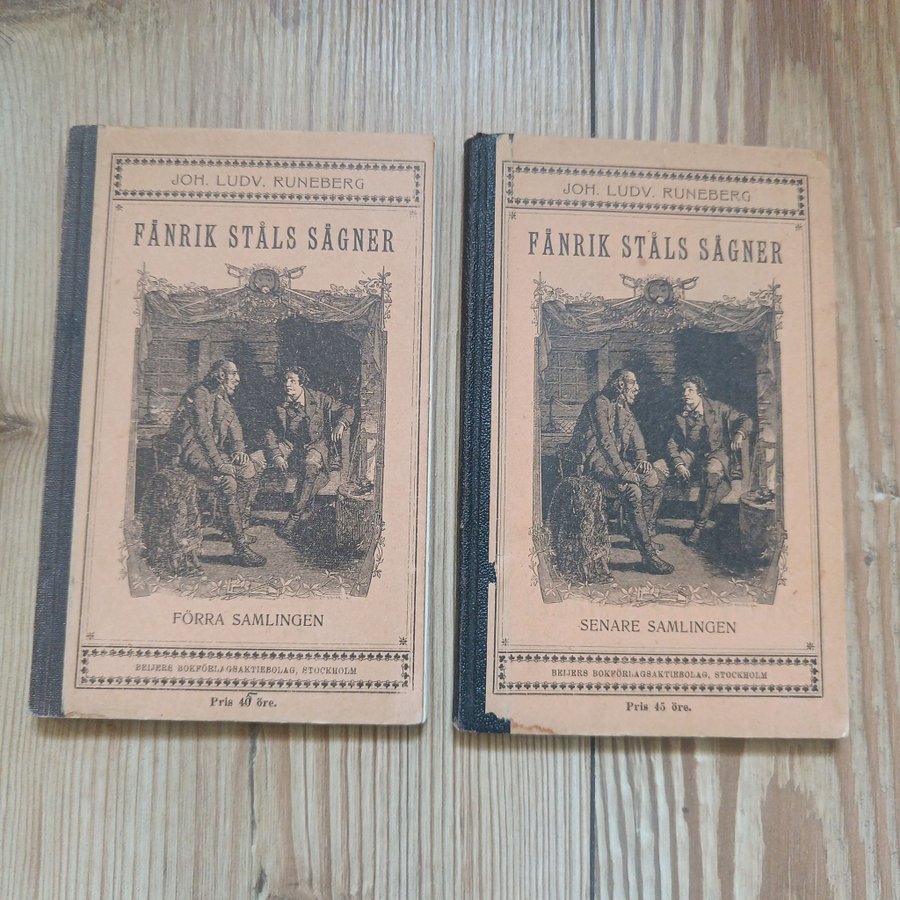 JOH. LUDV. RUNEBERG
FÄNRIK STÅLS SÄGNER
FÖRRA SAMLINGEN
BEIJERS BOKFÖRLAGSAKTIEBOLAG, STOCKHOLM
Pris 45 öre.
JOH. LUDV. RUNEBERG
FÄNRIK STÅLS SÄGNER
SENARE SAMLINGEN
BEIJERS BOKFÖRLAGSAKTIEBOLAG, STOCKHOLM
Pris 45 öre.